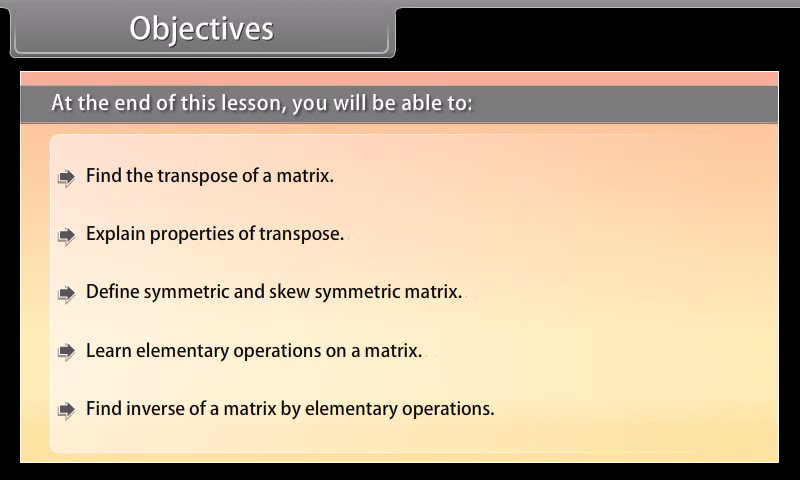 Objectives
At the end of this lesson, you will be able to:
Find the transpose of a matrix.
Explain properties of transpose.
Define symmetric and skew symmetric matrix.
Learn elementary operations on a matrix.
Find inverse of a matrix by elementary operations.